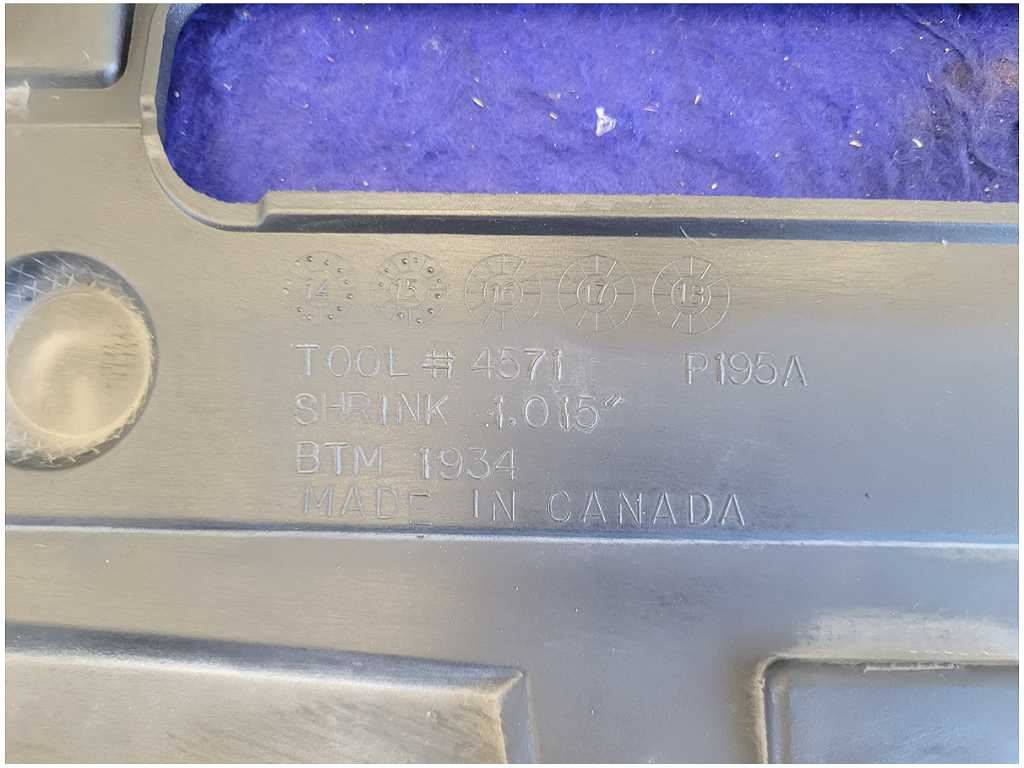 14 15 16 17 18
TOOL # 4571 P195A
SHRINK 1.015"
BTM 1934
MADE IN CANADA